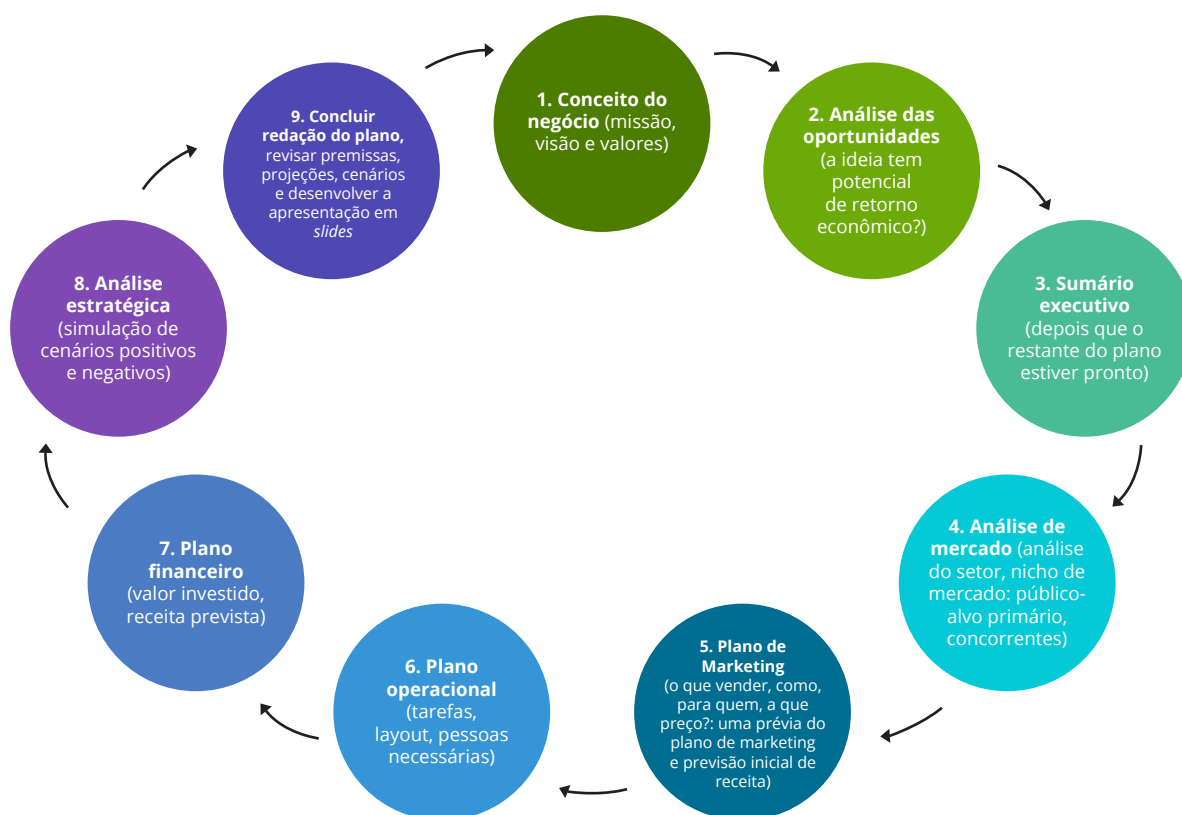 1. Conceito do
negócio (missão,
visão e valores)
2. Análise das
oportunidades
(a ideia tem
potencial
de retorno
econômico?)
3. Sumário
executivo
(depois que o
restante do plano
estiver pronto)
4. Análise de
mercado (análise
do setor, nicho de
mercado: público-
alvo primário,
concorrentes)
5. Plano de
Marketing
(o que vender, como,
para quem, a que
preço?: uma prévia do
plano de marketing
e previsão inicial de
receita)
6. Plano
operacional
(tarefas,
layout, pessoas
necessárias)
7. Plano
financeiro
(valor investido,
receita prevista)
8. Análise
estratégica
(simulação de
cenários positivos
e negativos)
9. Concluir
redação do plano,
revisar premissas,
projeções, cenários
e desenvolver a
apresentação em
slides